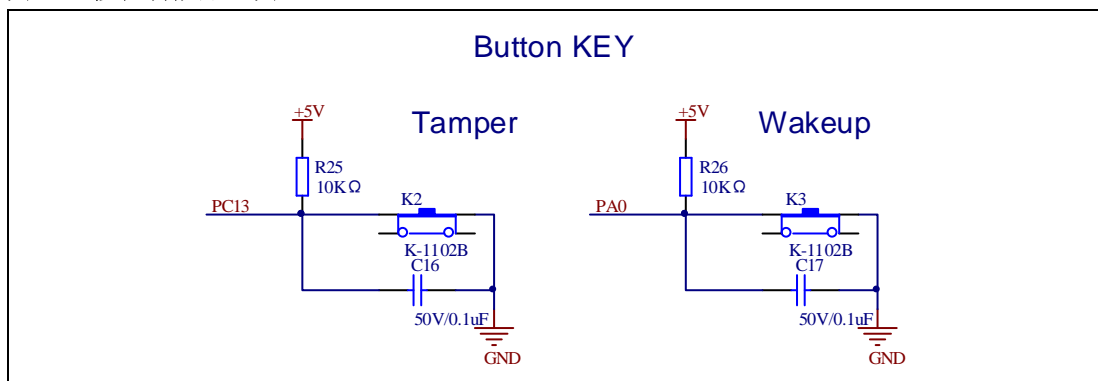 Button KEY
+5V
Tamper
R25
10KΩ
PC13
K2
K-1102B
C16
50V/0.1uF
GND
+5V
Wakeup
R26
10KΩ
PA0
K3
K-1102B
C17
50V/0.1uF
GND